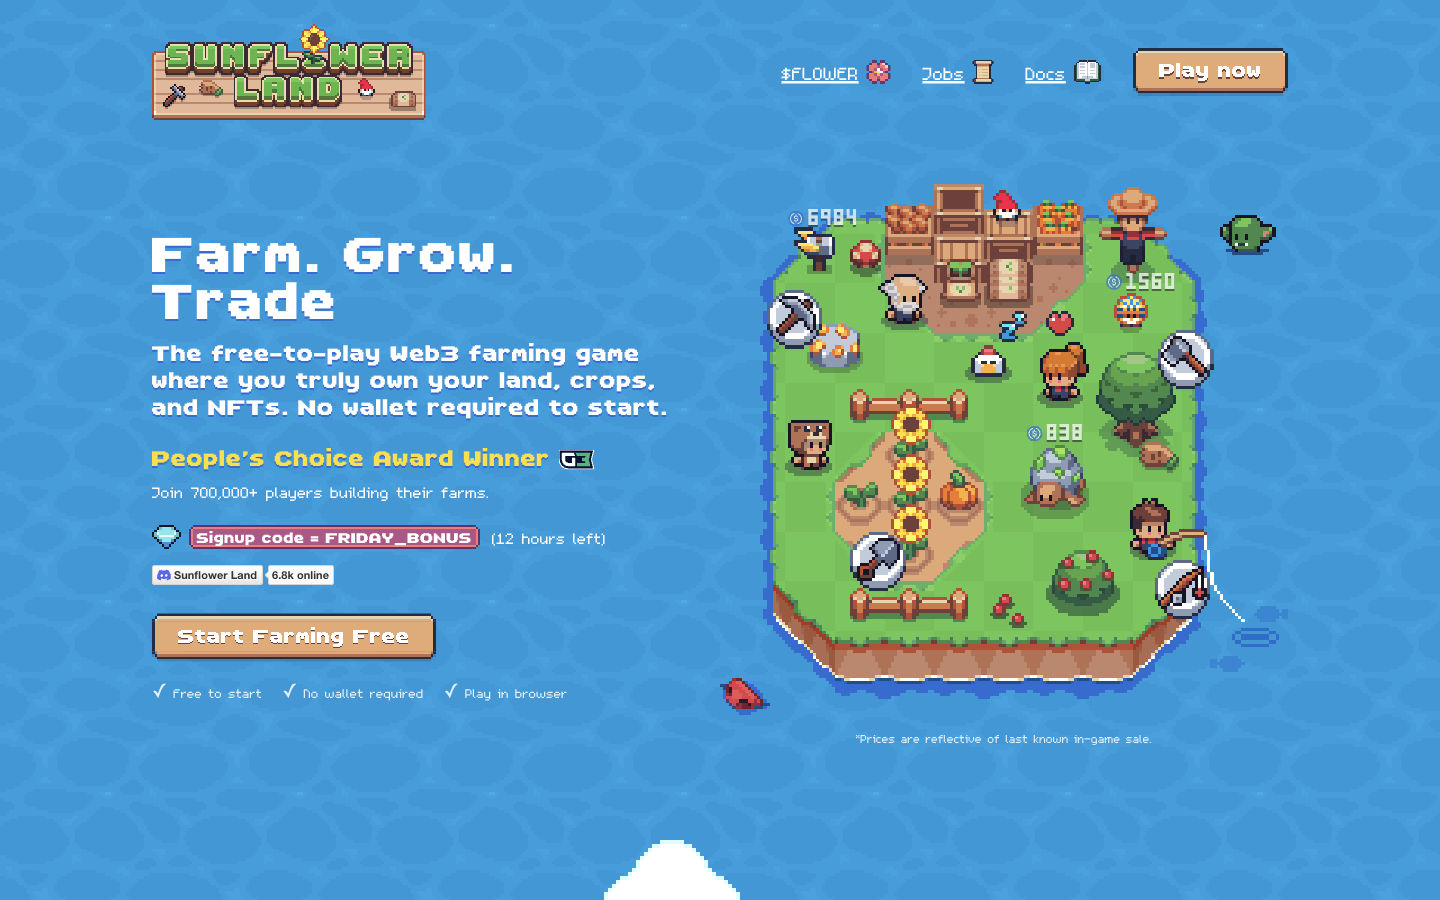 SUNFLOWER
LAND
$FLOWER
Jobs
Docs
Play now
Farm. Grow.
Trade
The free-to-play Web3 farming game
where you truly own your land, crops,
and NFTs. No wallet required to start.
People's Choice Award Winner
Join 700,000+ players building their farms.
Signup code = FRIDAY_BONUS (12 hours left)
Sunflower Land 6.8k online
Start Farming Free
Free to start
No wallet required
Play in browser
6984
1560
838
*Prices are reflective of last known in-game sale.